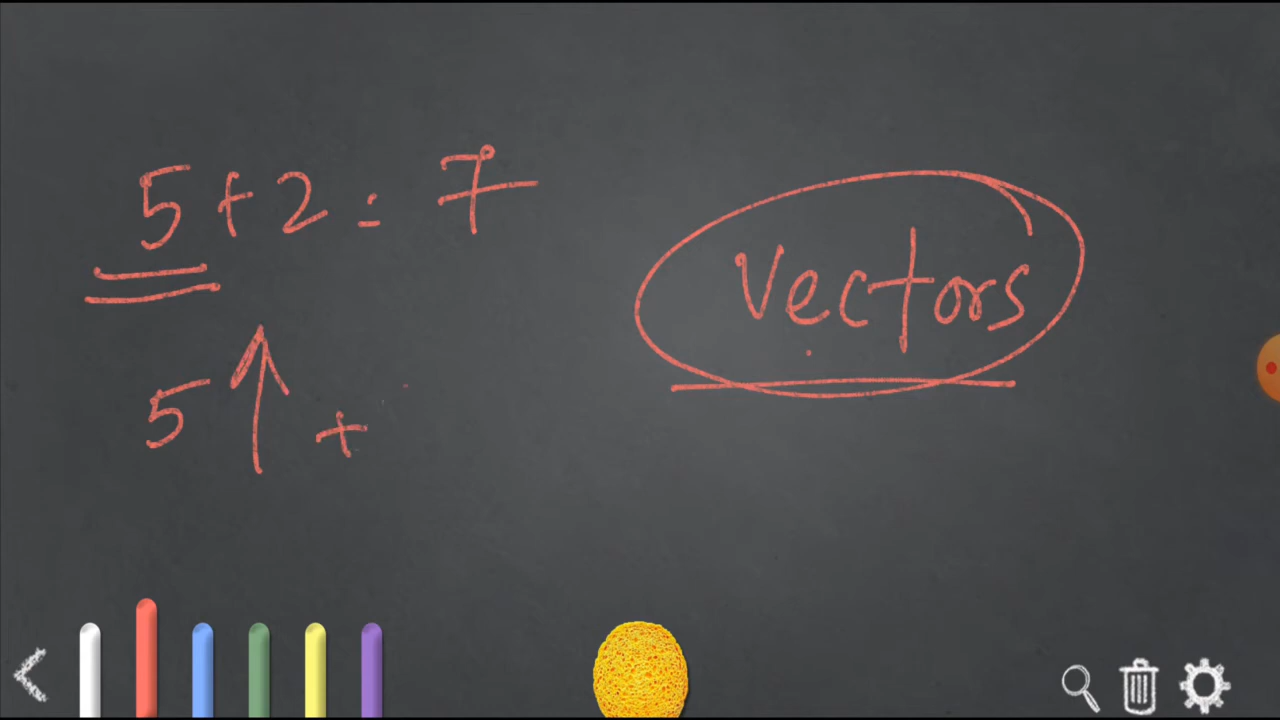 5 + 2 = 7
Vectors
5 ↑ +